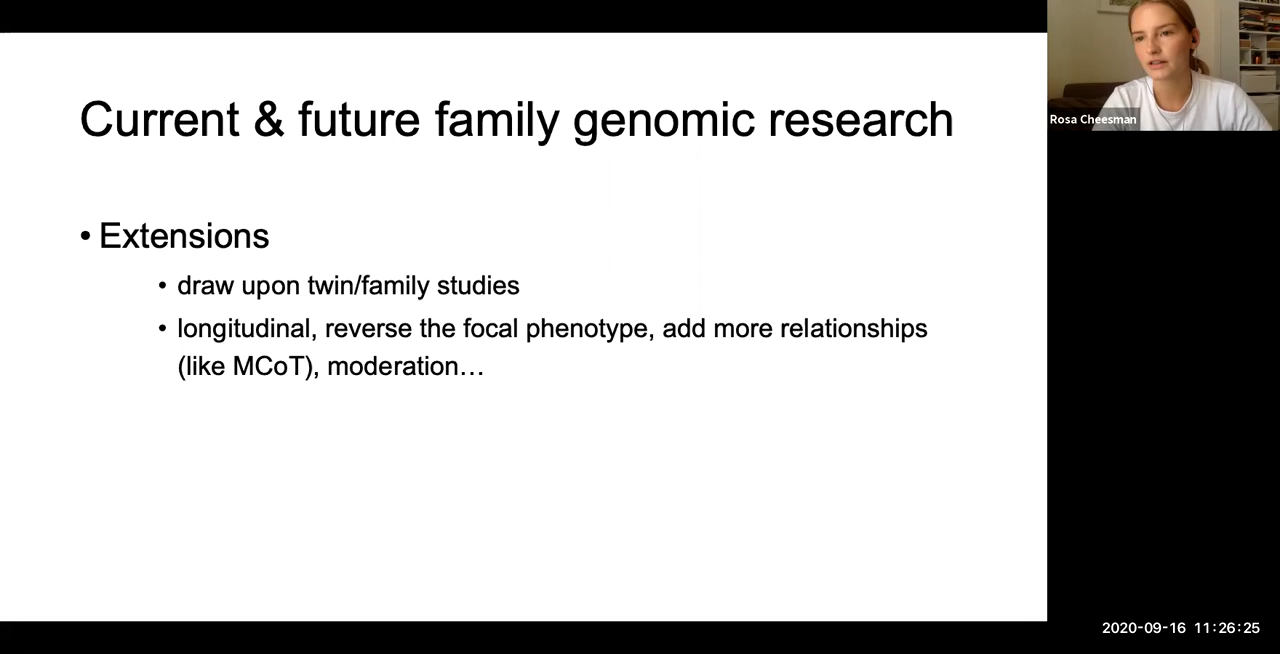 Current & future family genomic research
• Extensions
• draw upon twin/family studies
• longitudinal, reverse the focal phenotype, add more relationships
(like MCoT), moderation…
Rosa Cheesman
2020-09-16 11:26:25